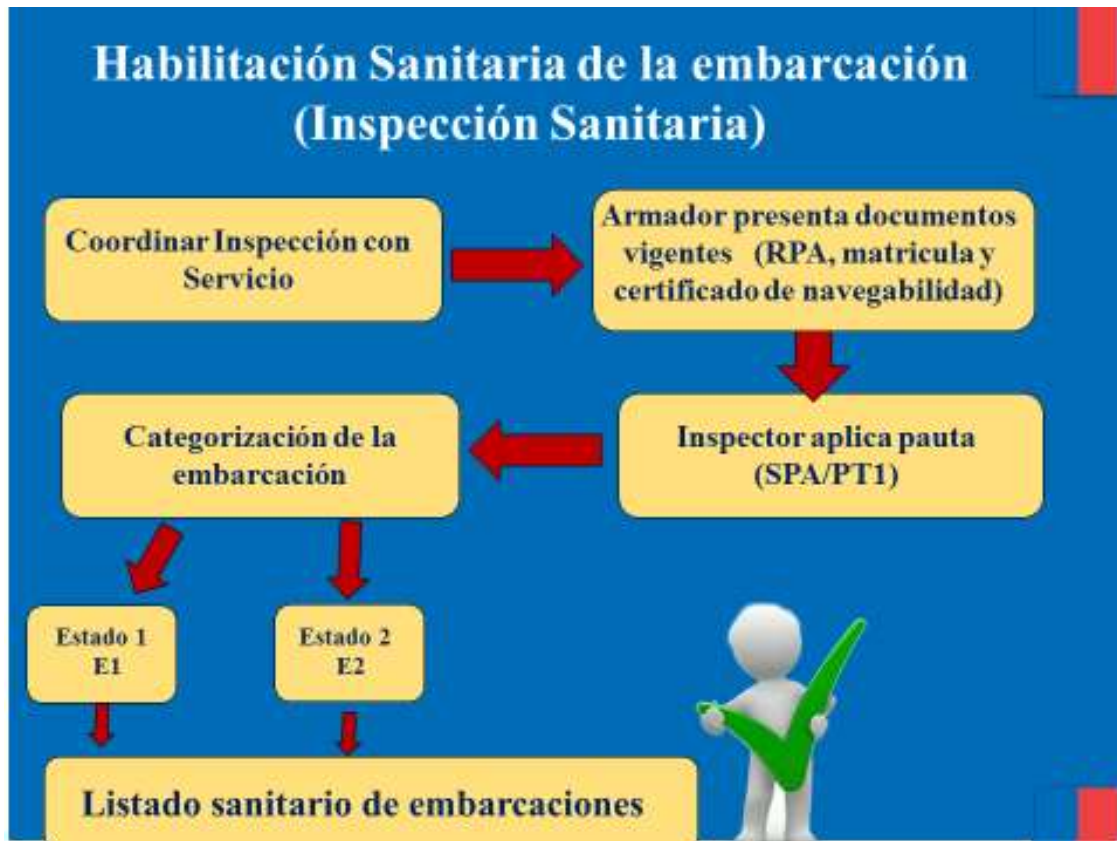 Habilitación Sanitaria de la embarcación
(Inspección Sanitaria)
Coordinar Inspección con
Servicio
Armador presenta documentos
vigentes (RPA, matricula y
certificado de navegabilidad)
Inspector aplica pauta
(SPA/PT1)
Categorización de la
embarcación
Estado 1
E1
Estado 2
E2
Listado sanitario de embarcaciones